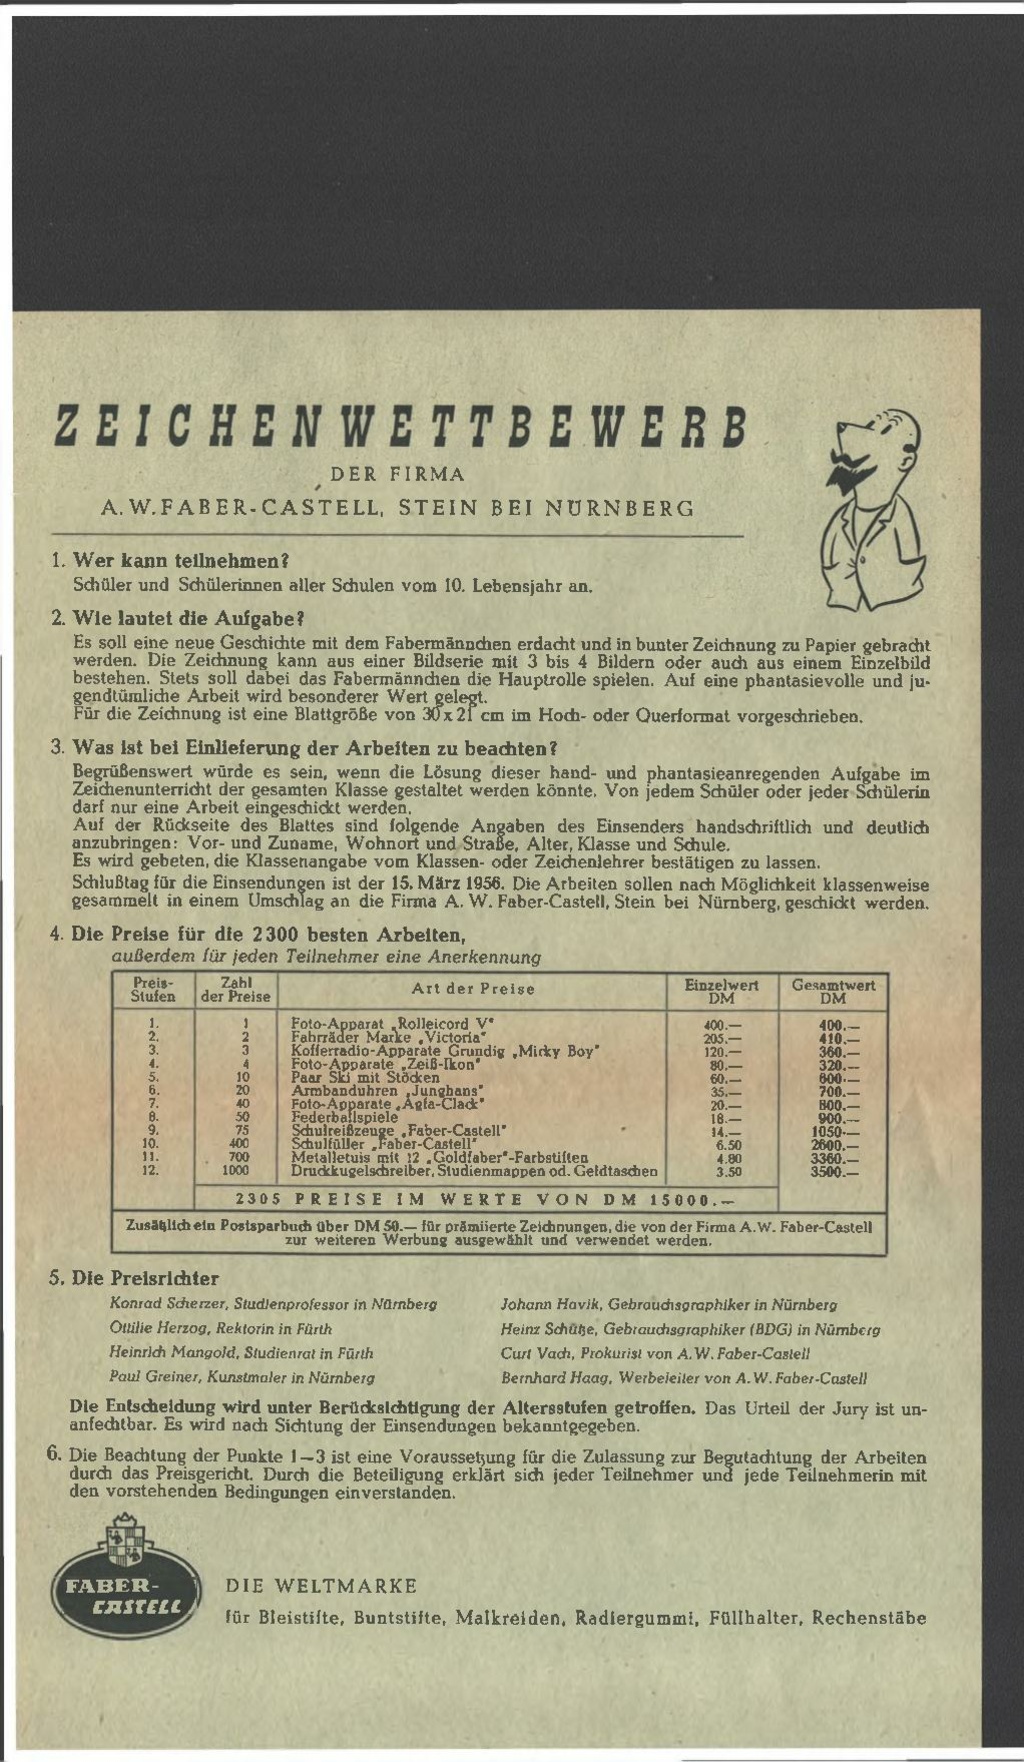 ZEICHENWETTBEWERB
DER FIRMA
A. W. FABER-CASTELL, STEIN BEI NÜRNBERG
1. Wer kann teilnehmen?
Schüler und Schülerinnen aller Schulen vom 10. Lebensjahr an.
2. Wie lautet die Aufgabe?
Es soll eine neue Geschichte mit dem Fabermännchen erdacht und in bunter Zeichnung zu Papier gebracht
werden. Die Zeichnung kann aus einer Bildserie mit 3 bis 4 Bildern oder auch aus einem Einzelbild
bestehen. Stets soll dabei das Fabermännchen die Hauptrolle spielen. Auf eine phantasievolle und ju-
gendtümliche Arbeit wird besonderer Wert gelegt.
Für die Zeichnung ist eine Blattgröße von 30 x 21 cm im Hoch- oder Querformat vorgeschrieben.
3. Was ist bei Einlieferung der Arbeiten zu beachten?
Begrüßenswert würde es sein, wenn die Lösung dieser hand- und phantasieanregenden Aufgabe im
Zeichenunterricht der gesamten Klasse gestaltet werden könnte. Von jedem Schüler oder jeder Schülerin
darf nur eine Arbeit eingeschickt werden.
Auf der Rückseite des Blattes sind folgende Angaben des Einsenders handschriftlich und deutlich
anzubringen: Vor- und Zuname, Wohnort und Straße, Alter, Klasse und Schule.
Es wird gebeten, die Klassenangabe vom Klassen- oder Zeichenlehrer bestätigen zu lassen.
Schlußtag für die Einsendungen ist der 15. März 1956. Die Arbeiten sollen nach Möglichkeit klassenweise
gesammelt in einem Umschlag an die Firma A. W. Faber-Castell, Stein bei Nürnberg, geschickt werden.
4. Die Preise für die 2300 besten Arbeiten,
außerdem für jeden Teilnehmer eine Anerkennung
Preis-Stufen Zahl der Preise Art der Preise Einzelwert DM Gesamtwert DM
1. 1 Foto-Apparat „Rolleicord V" 400.— 400.—
2. 2 Fahrräder Marke „Victoria" 205.— 410.—
3. 3 Kofferradio-Apparate Grundig „Micky Boy" 120.— 360.—
4. 4 Foto-Apparate „Zeiß-Ikon" 80.— 320.—
5. 10 Paar Ski mit Stöcken 60.— 600.—
6. 20 Armbanduhren „Junghans" 35.— 700.—
7. 40 Foto-Apparate „Agfa-Clack" 20.— 800.—
8. 50 Federballspiele 18.— 900.—
9. 75 Schulreißzeuge „Faber-Castell" 14.— 1050.—
10. 400 Schulfüller „Faber-Castell" 6.50 2600.—
11. 700 Metalletuis mit 12 „Goldfaber"-Farbstiften 4.80 3360.—
12. 1000 Druckkugelschreiber, Studienmappen od. Geldtaschen 3.50 3500.—
2305 PREISE IM WERTE VON DM 15000.—
Zusätzlich ein Postsparbuch über DM 50.— für prämiierte Zeichnungen, die von der Firma A.W. Faber-Castell
zur weiteren Werbung ausgewählt und verwendet werden.
5. Die Preisrichter
Konrad Scherzer, Studienprofessor in Nürnberg
Ottilie Herzog, Rektorin in Fürth
Heinrich Mangold, Studienrat in Fürth
Paul Greiner, Kunstmaler in Nürnberg
Johann Havik, Gebrauchsgraphiker in Nürnberg
Heinz Schütze, Gebrauchsgraphiker (BDG) in Nürnberg
Curt Vach, Prokurist von A. W. Faber-Castell
Bernhard Haag, Werbeleiter von A. W. Faber-Castell
Die Entscheidung wird unter Berücksichtigung der Altersstufen getroffen. Das Urteil der Jury ist un-
anfechtbar. Es wird nach Sichtung der Einsendungen bekanntgegeben.
6. Die Beachtung der Punkte 1—3 ist eine Voraussetzung für die Zulassung zur Begutachtung der Arbeiten
durch das Preisgericht. Durch die Beteiligung erklärt sich jeder Teilnehmer und jede Teilnehmerin mit
den vorstehenden Bedingungen einverstanden.
FABER-
CASTELL
DIE WELTMARKE
für Bleistifte, Buntstifte, Malkreiden, Radiergummi, Füllhalter, Rechenstäbe